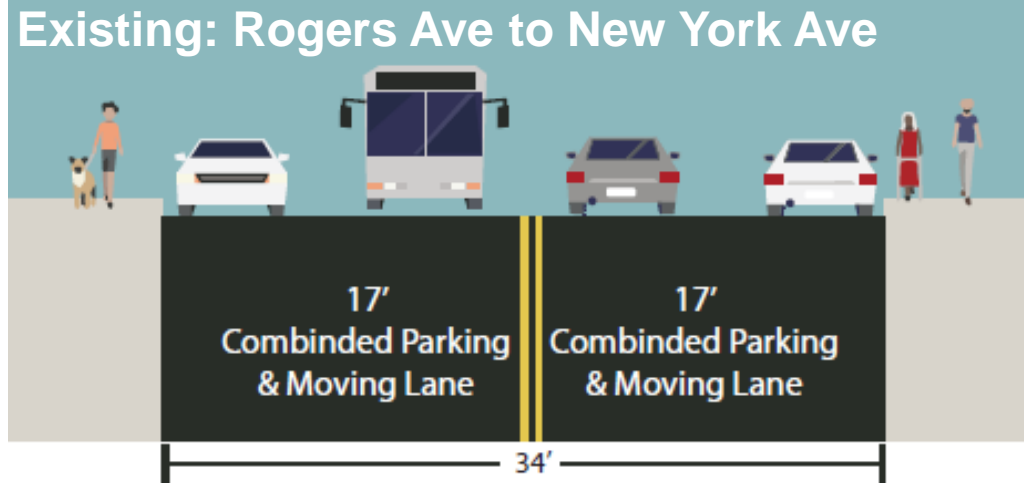 Existing: Rogers Ave to New York Ave
17’
Combinded Parking
& Moving Lane
17’
Combinded Parking
& Moving Lane
34’